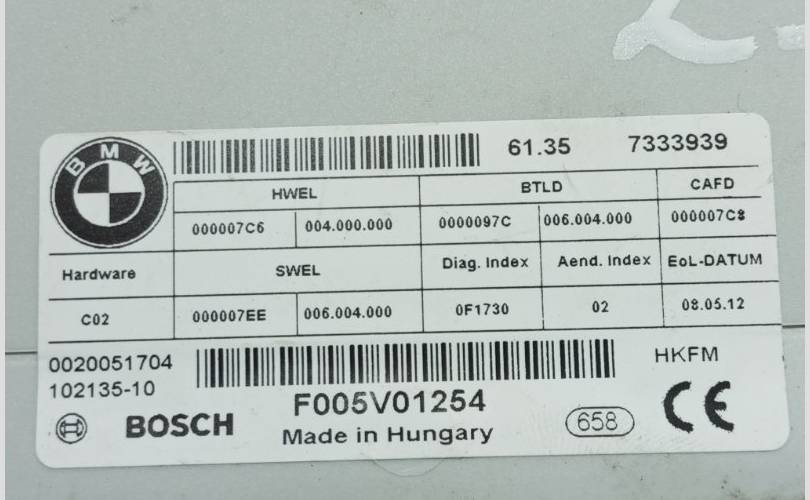 BMW
61.35 7333939
HWEL BTLD CAFD
000007C6 004.000.000 0000097C 006.004.000 000007C8
Hardware SWEL Diag. Index Aend. Index EoL-DATUM
C02 000007EE 006.004.000 0F1730 02 08.05.12
0020051704 HKFM
102135-10
F005V01254
BOSCH Made in Hungary 658 CE